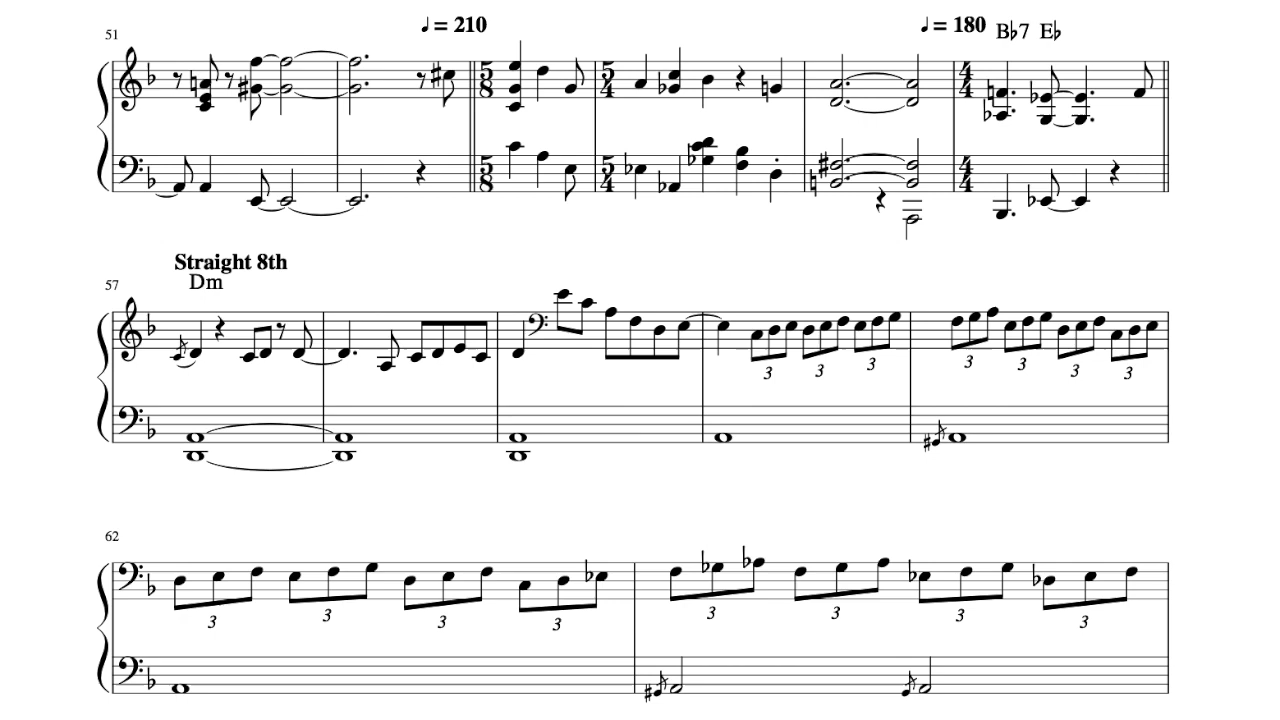 ♩ = 210 ♩ = 180
51 B♭7 E♭
5 8 5 4 4 4
5 8 5 4 4 4
Straight 8th
57 Dm
3 3 3 3 3 3 3
62
3 3 3 3 3 3 3 3